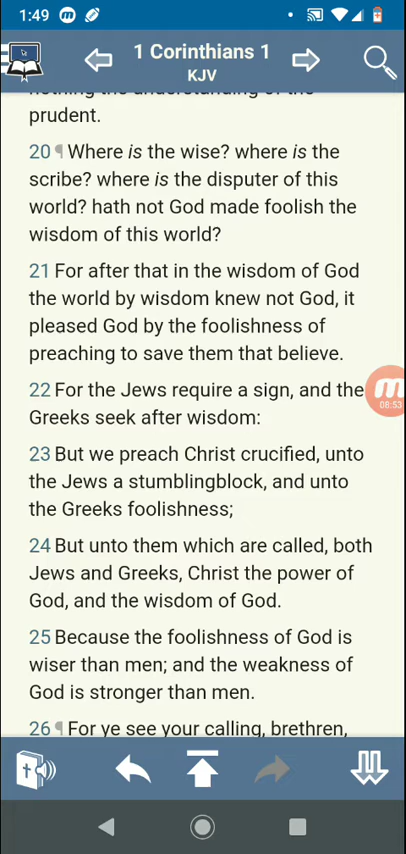 1:49
1 Corinthians 1
KJV
nothing the understanding of the
prudent.
20 ¶ Where is the wise? where is the
scribe? where is the disputer of this
world? hath not God made foolish the
wisdom of this world?
21 For after that in the wisdom of God
the world by wisdom knew not God, it
pleased God by the foolishness of
preaching to save them that believe.
22 For the Jews require a sign, and the
Greeks seek after wisdom:
08:53
23 But we preach Christ crucified, unto
the Jews a stumblingblock, and unto
the Greeks foolishness;
24 But unto them which are called, both
Jews and Greeks, Christ the power of
God, and the wisdom of God.
25 Because the foolishness of God is
wiser than men; and the weakness of
God is stronger than men.
26 ¶ For ye see your calling, brethren,